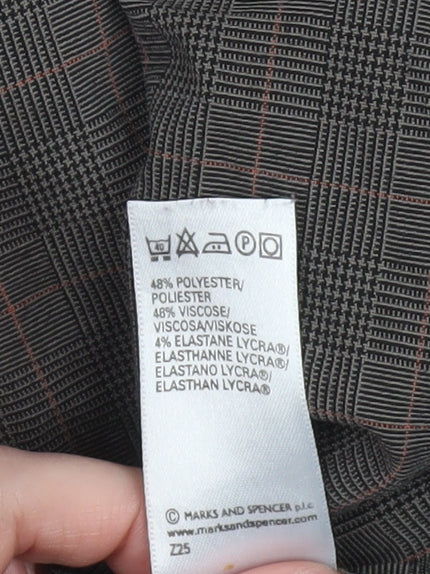 40 P
48% POLYESTER/
POLIESTER
48% VISCOSE/
VISCOSA/VISKOSE
4% ELASTANE LYCRA®/
ELASTHANNE LYCRA®/
ELASTANO LYCRA®/
ELASTHAN LYCRA®
© MARKS AND SPENCER p.l.c
www.marksandspencer.com
Z25